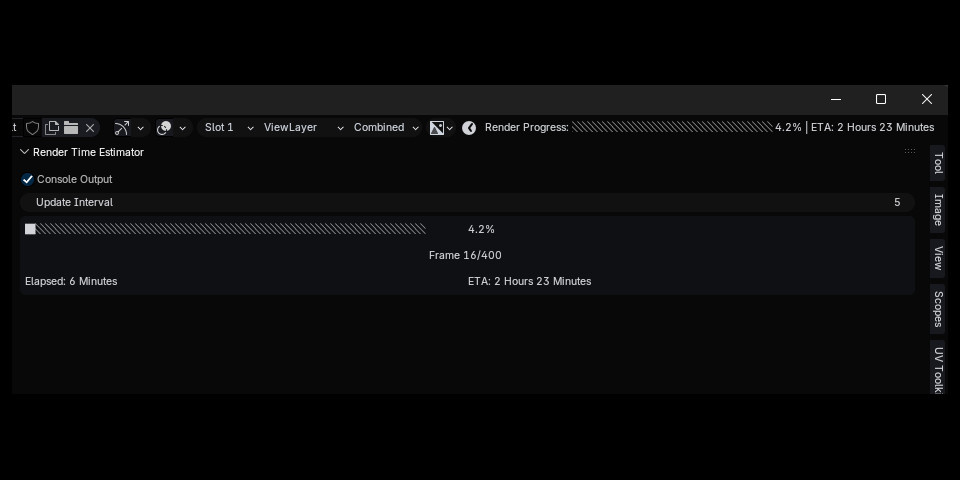 Slot 1 ViewLayer Combined Render Progress: 4.2% | ETA: 2 Hours 23 Minutes
Render Time Estimator
Console Output
Update Interval 5
4.2%
Frame 16/400
Elapsed: 6 Minutes ETA: 2 Hours 23 Minutes
Tool
Image
View
Scopes
UV Toolk